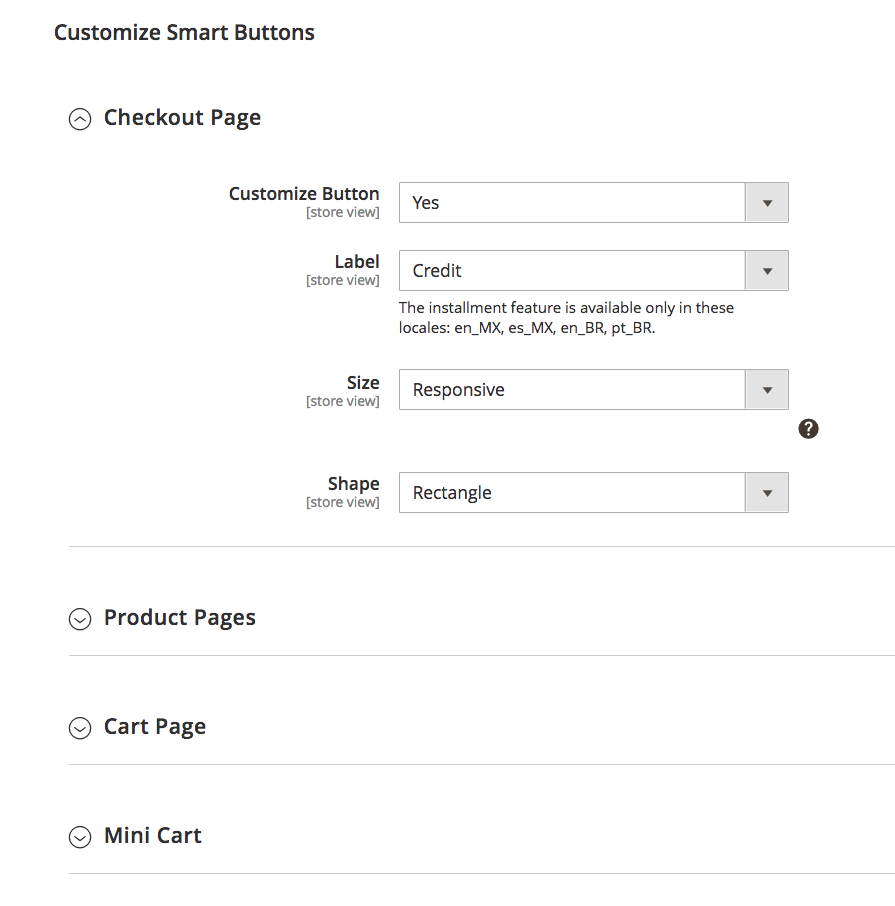 Customize Smart Buttons
Checkout Page
Customize Button
[store view]
Yes
Label
[store view]
Credit
The installment feature is available only in these
locales: en_MX, es_MX, en_BR, pt_BR.
Size
[store view]
Responsive
?
Shape
[store view]
Rectangle
Product Pages
Cart Page
Mini Cart